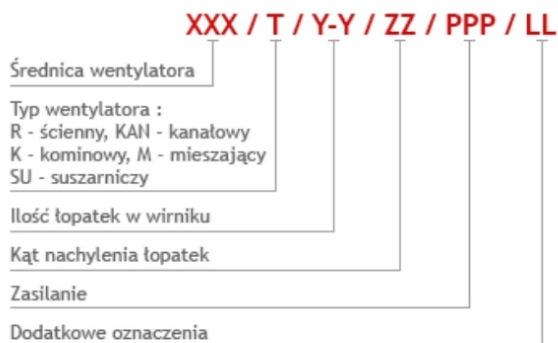 XXX / T / Y-Y / ZZ / PPP / LL
Średnica wentylatora
Typ wentylatora :
R - ścienny, KAN - kanałowy
K - kominowy, M - mieszający
SU - suszarniczy
Ilość łopatek w wirniku
Kąt nachylenia łopatek
Zasilanie
Dodatkowe oznaczenia